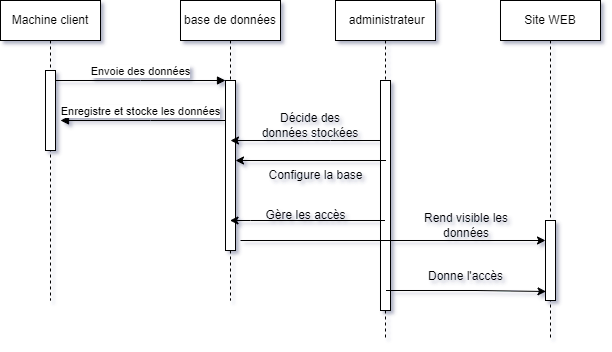 Machine client
base de données
administrateur
Site WEB
Envoie des données
Enregistre et stocke les données
Décide des
données stockées
Configure la base
Gère les accès
Rend visible les
données
Donne l'accès